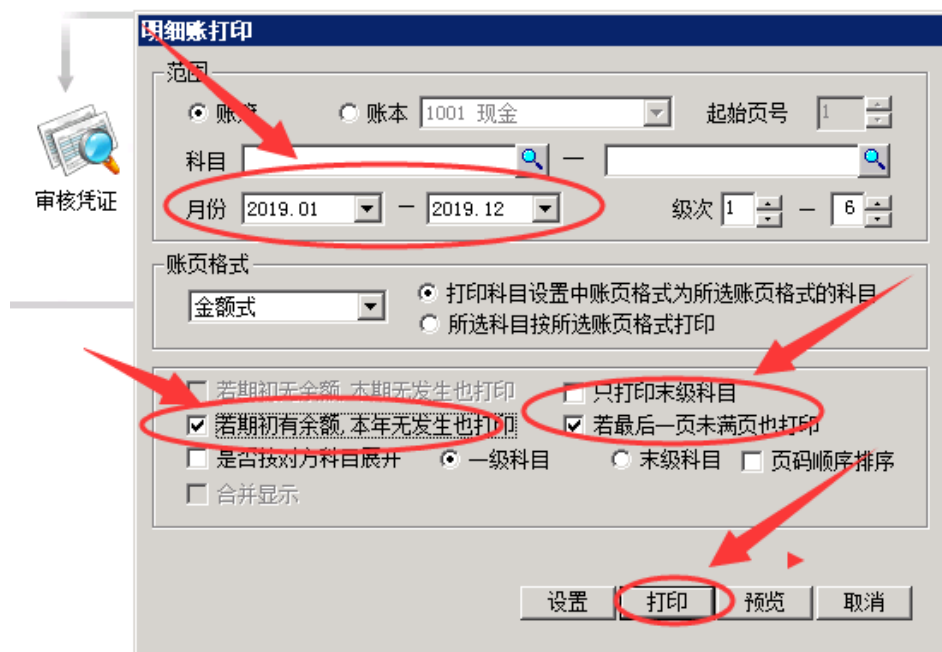 明细账打印
范围
账簿 账本 1001 现金 起始页号 1
科目 —
审核凭证
月份 2019.01 — 2019.12 级次 1 — 6
账页格式
金额式
打印科目设置中账页格式为所选账页格式的科目
所选科目按所选账页格式打印
若期初无余额,本期无发生也打印 只打印末级科目
若期初有余额,本年无发生也打印 若最后一页未满页也打印
是否按对方科目展开 一级科目 末级科目 页码顺序排序
合并显示
设置 打印 预览 取消